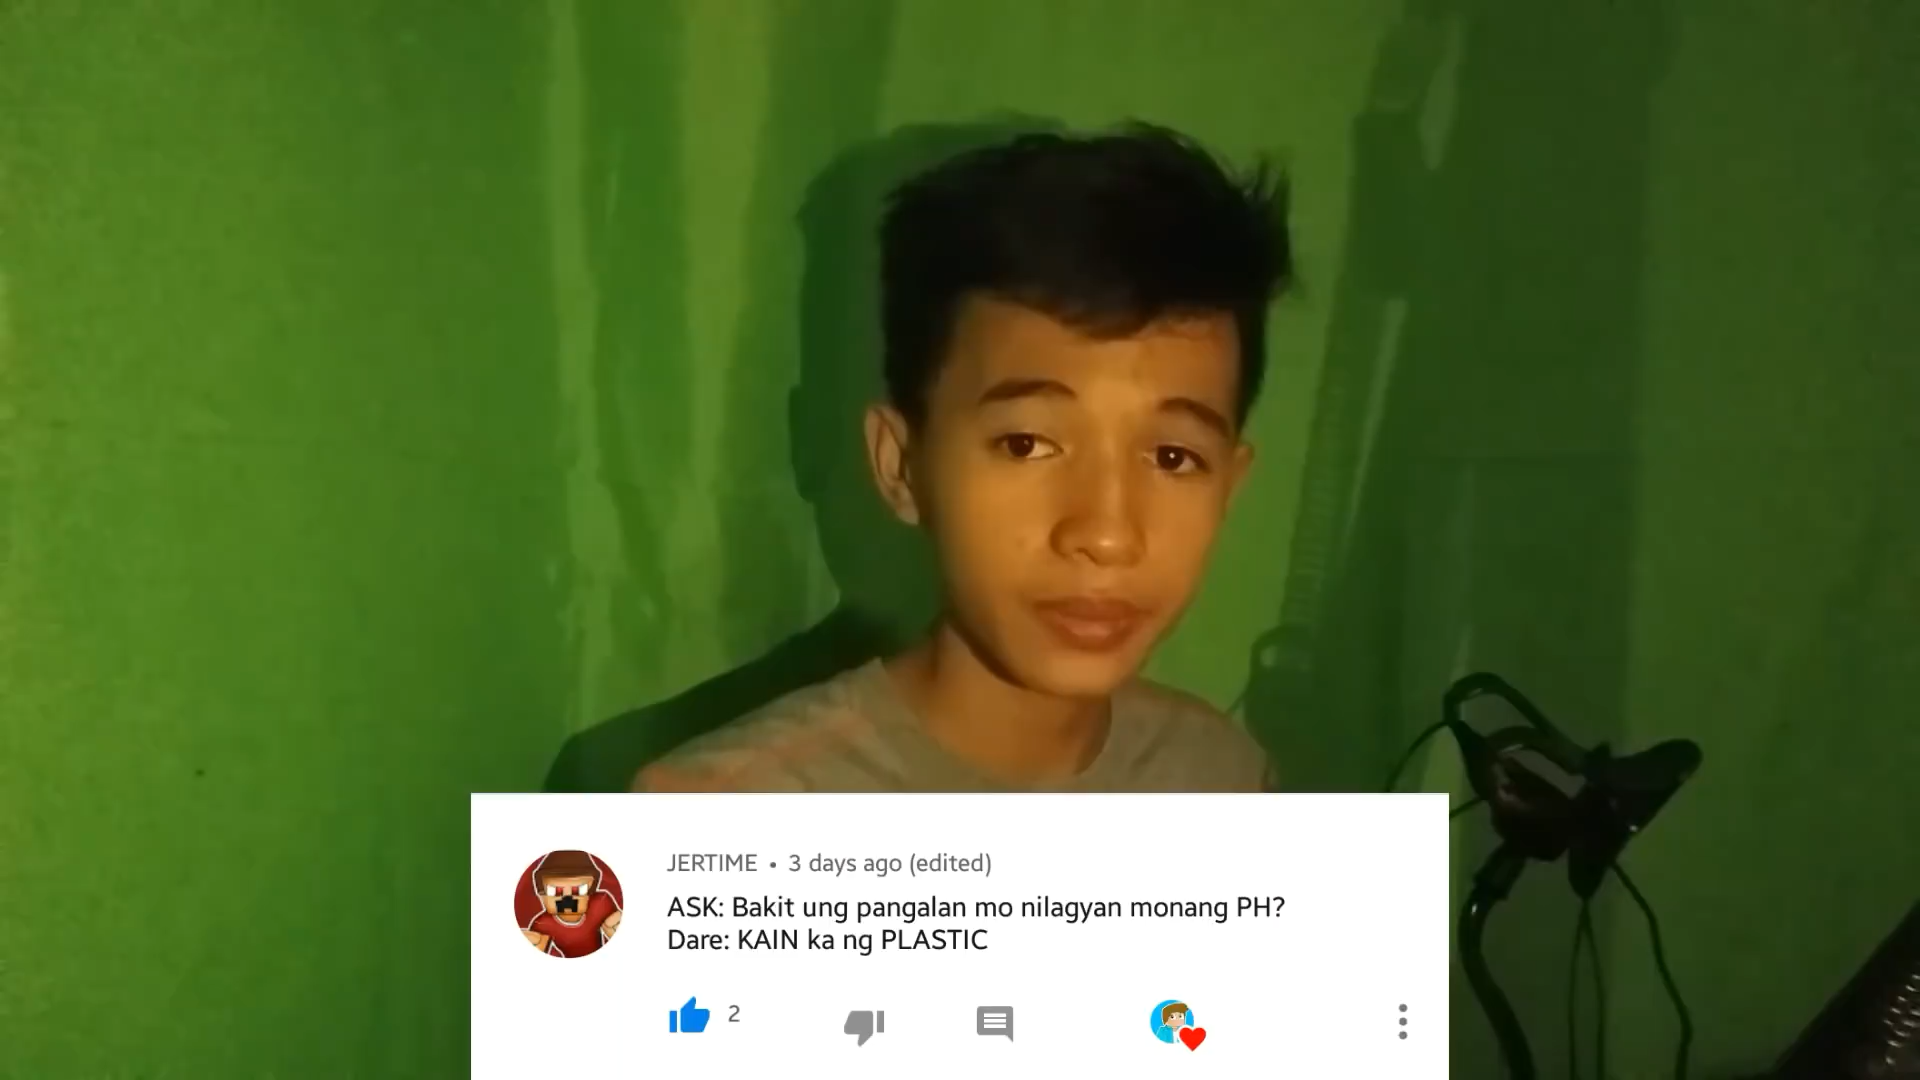 JERTIME • 3 days ago (edited)
ASK: Bakit ung pangalan mo nilagyan monang PH?
Dare: KAIN ka ng PLASTIC
2